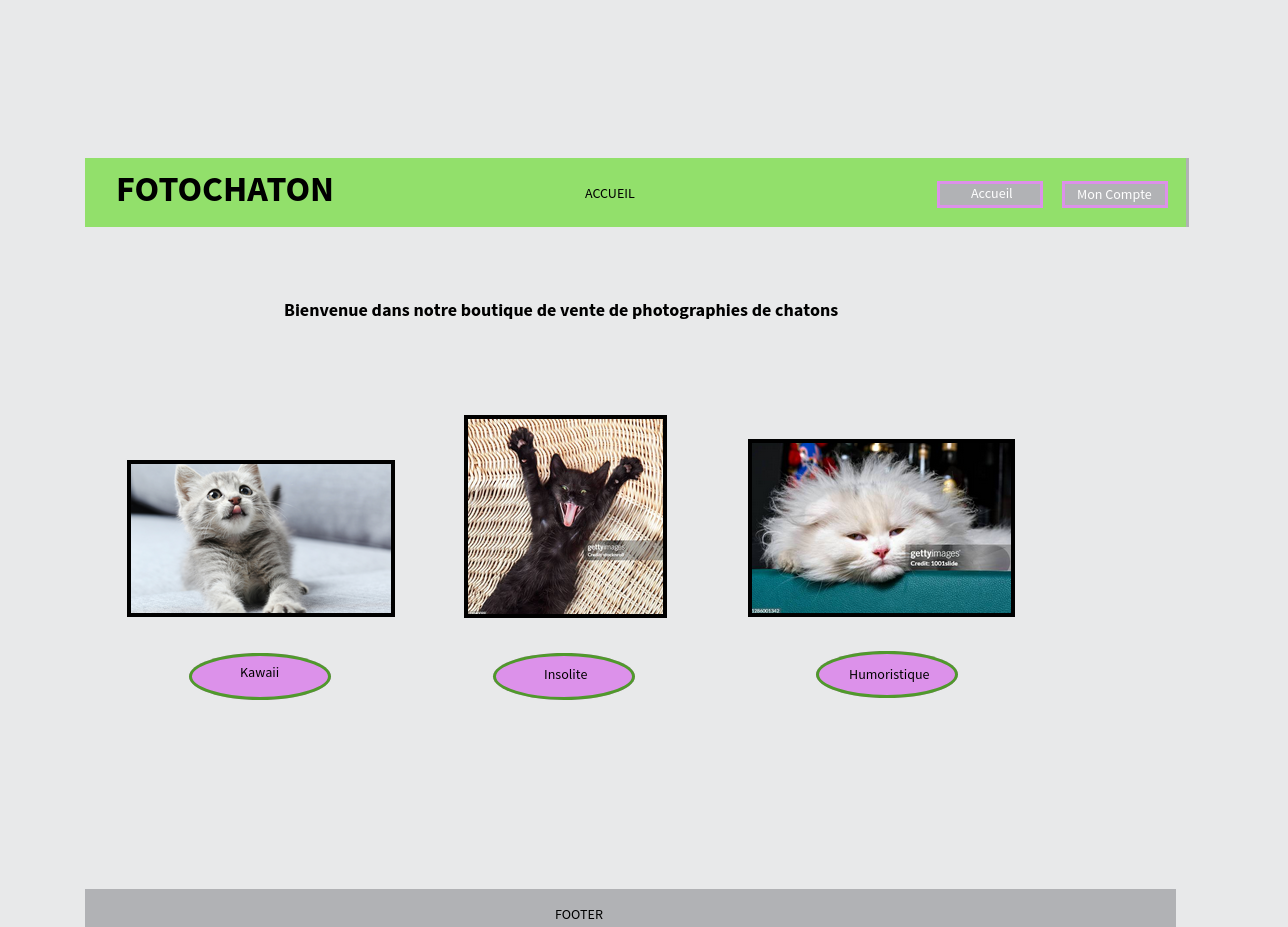 FOTOCHATON
ACCUEIL
Accueil
Mon Compte
Bienvenue dans notre boutique de vente de photographies de chatons
gettyimages
gettyimages
Credit: 1001slide
Kawaii
Insolite
Humoristique
FOOTER